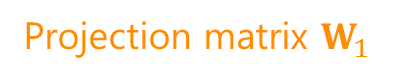 Projection matrix 𝐖₁